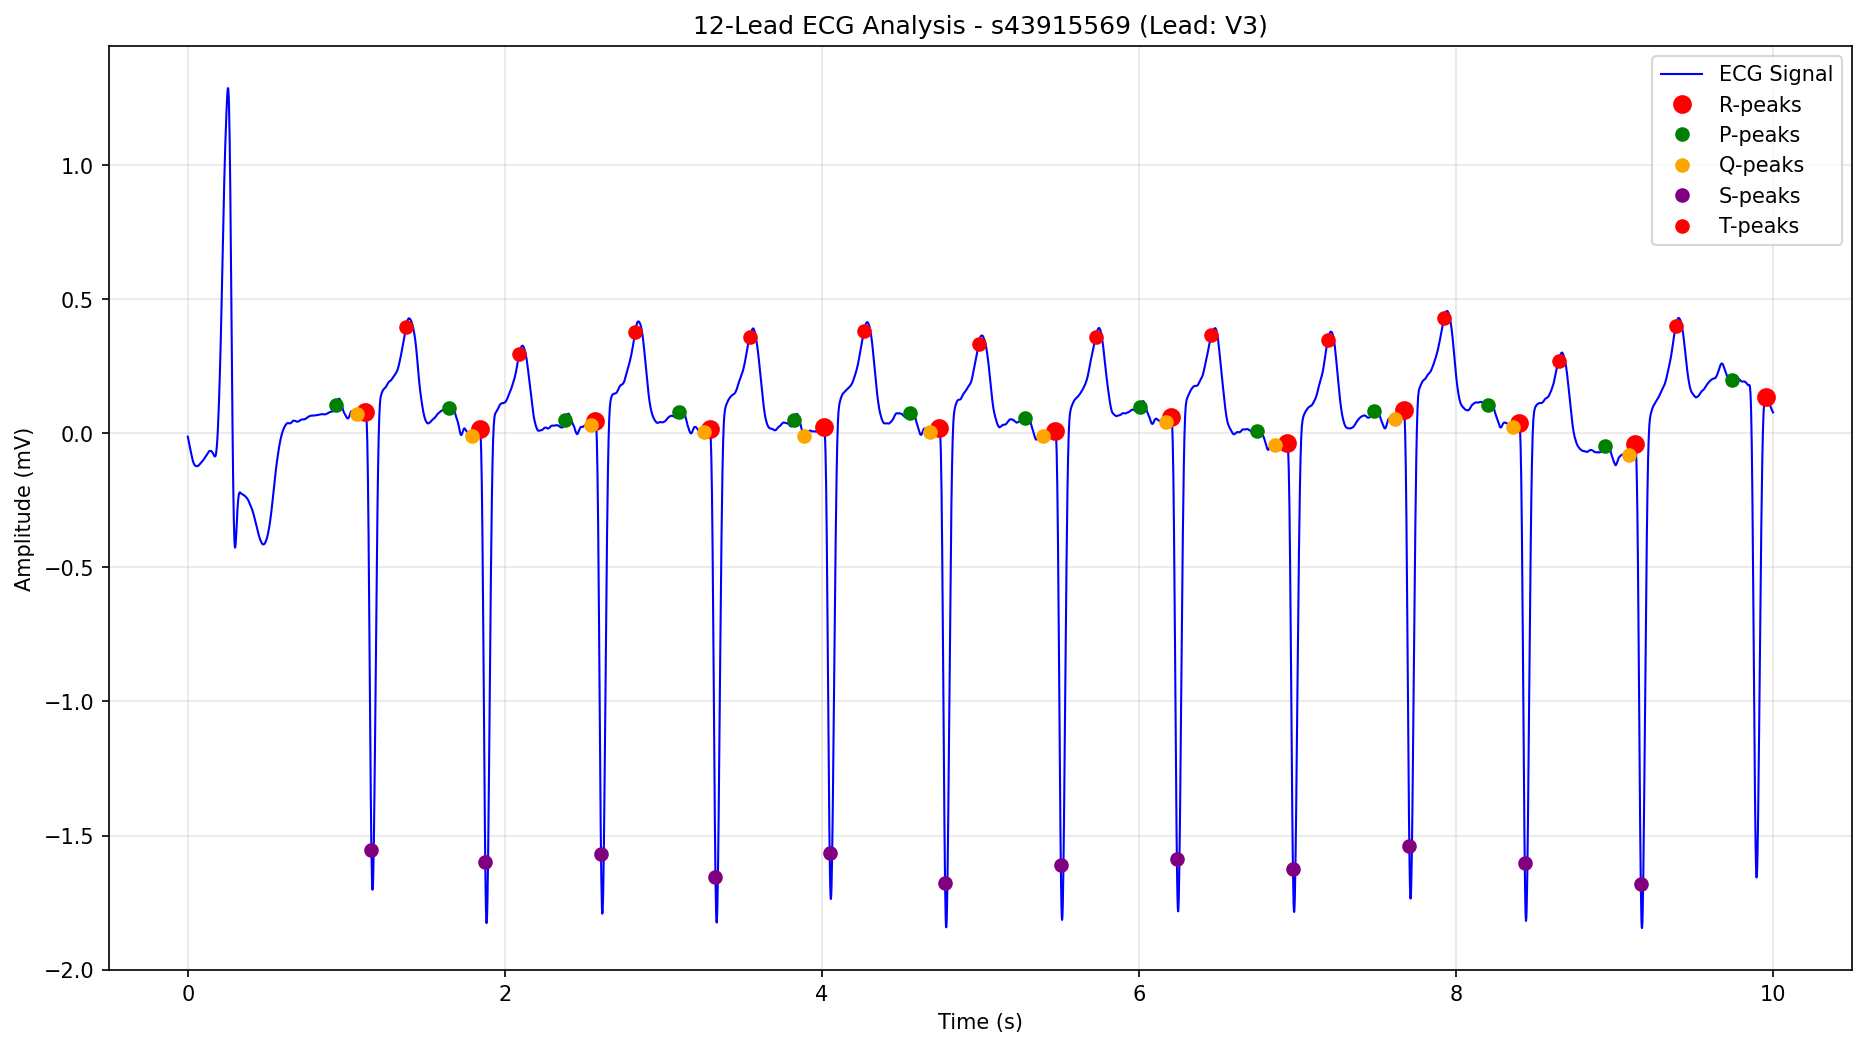 12-Lead ECG Analysis - s43915569 (Lead: V3)
ECG Signal
R-peaks
P-peaks
Q-peaks
S-peaks
T-peaks
Amplitude (mV)
1.0
0.5
0.0
−0.5
−1.0
−1.5
−2.0
0 2 4 6 8 10
Time (s)